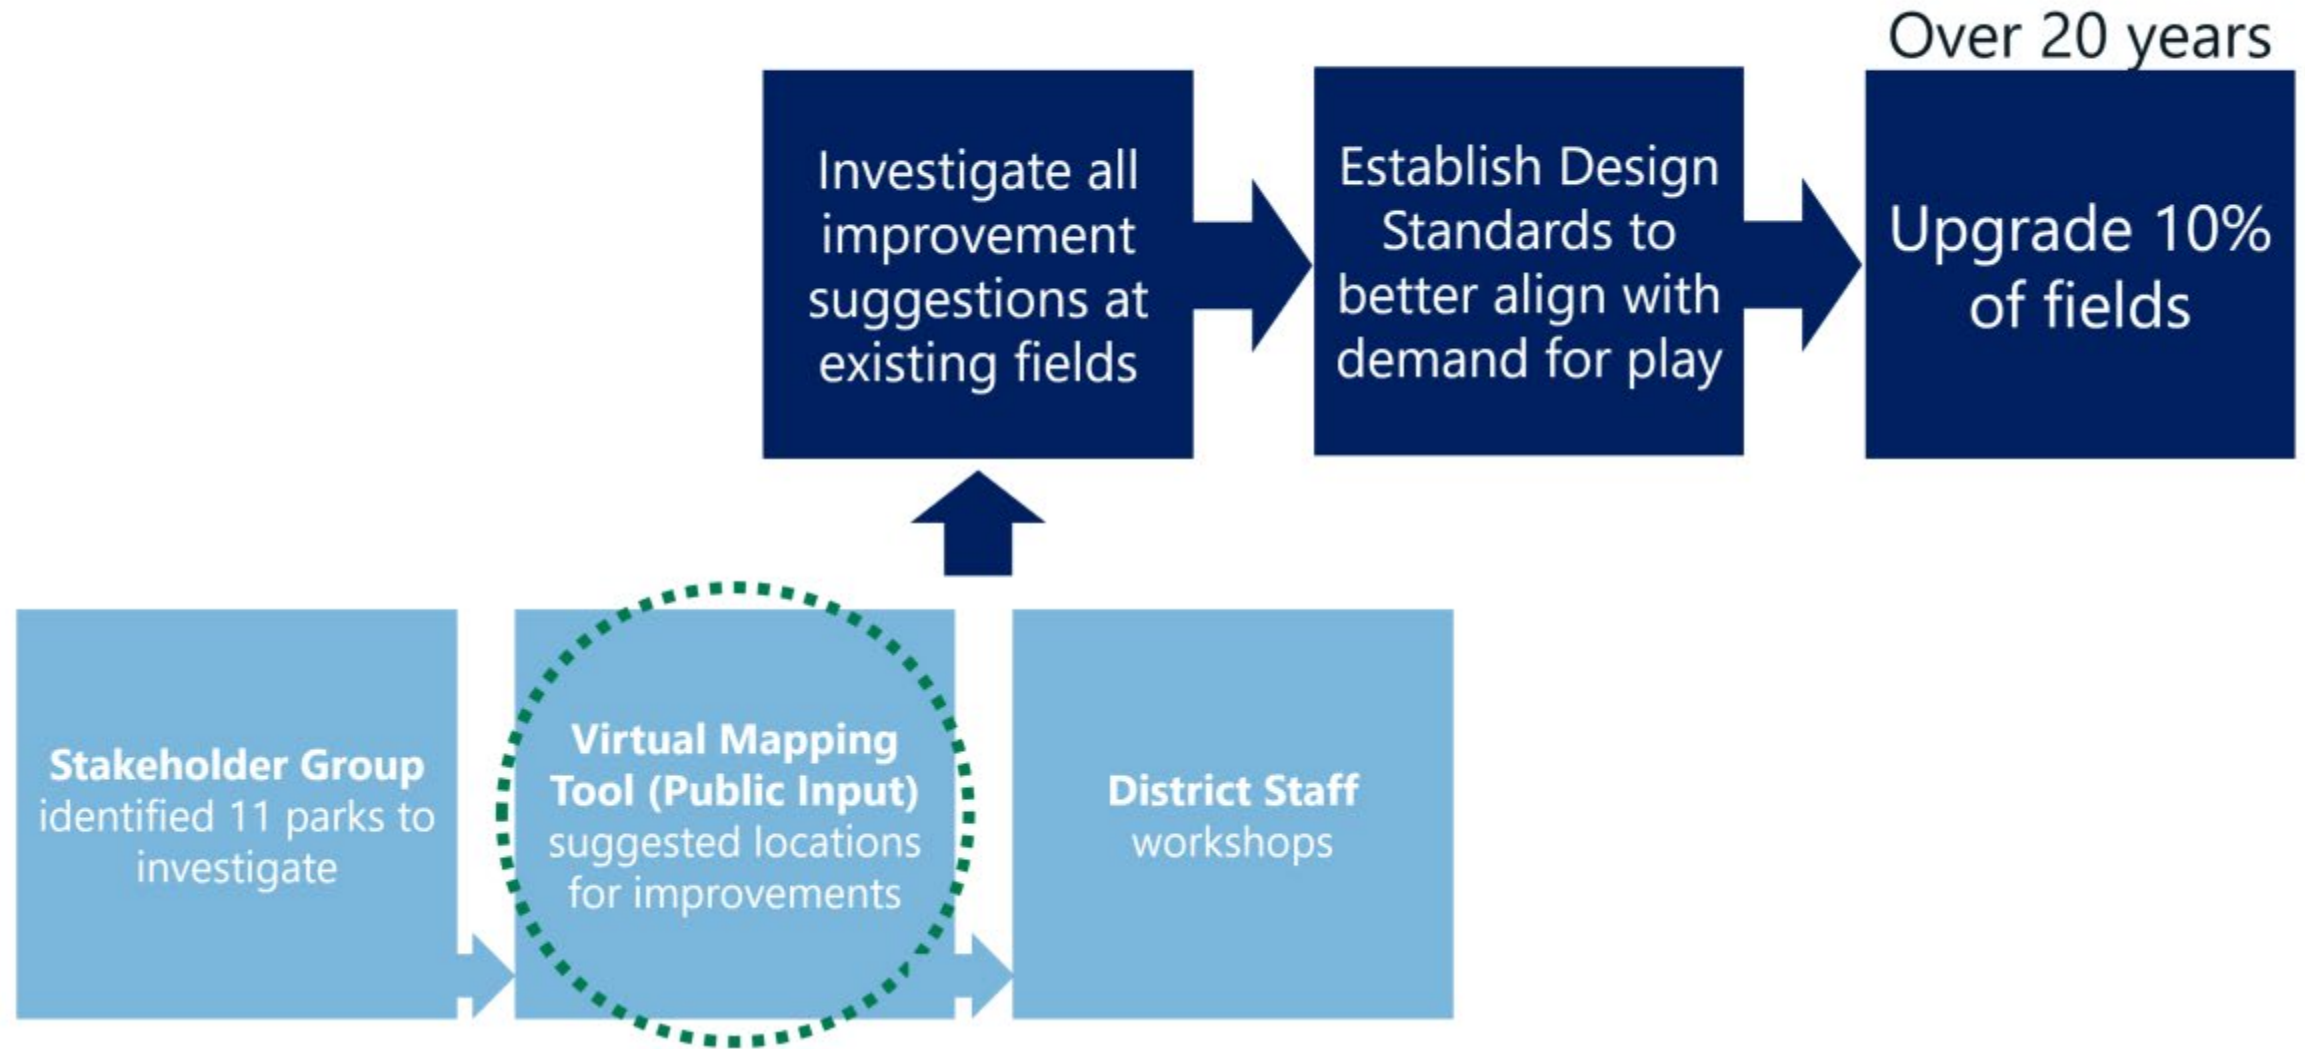 Over 20 years
Investigate all
improvement
suggestions at
existing fields
Establish Design
Standards to
better align with
demand for play
Upgrade 10%
of fields
Stakeholder Group
identified 11 parks to
investigate
Virtual Mapping
Tool (Public Input)
suggested locations
for improvements
District Staff
workshops